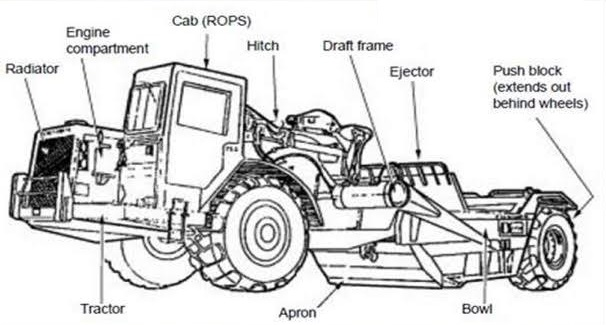 Cab (ROPS)
Engine
compartment
Hitch
Draft frame
Radiator
Ejector
Push block
(extends out
behind wheels)
Tractor
Apron
Bowl